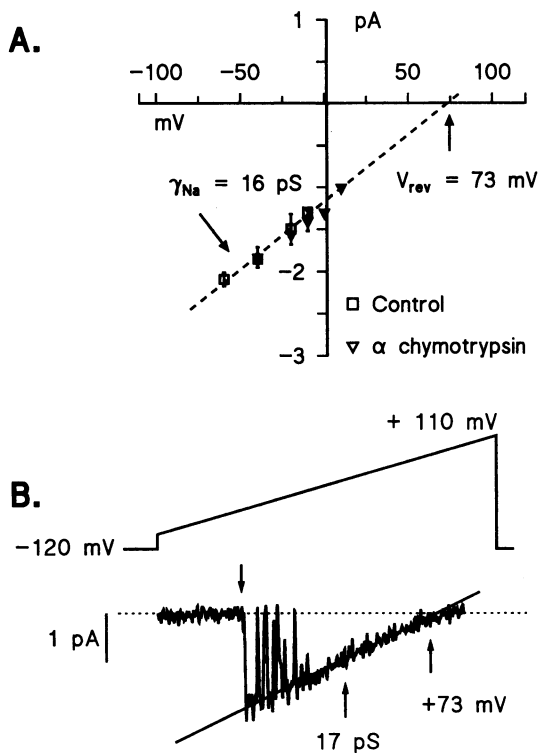 A.
1 pA
−100 −50 50 100
mV
γNa = 16 pS
Vrev = 73 mV
−2
Control
−3
α chymotrypsin
+ 110 mV
B.
−120 mV
1 pA
+73 mV
17 pS